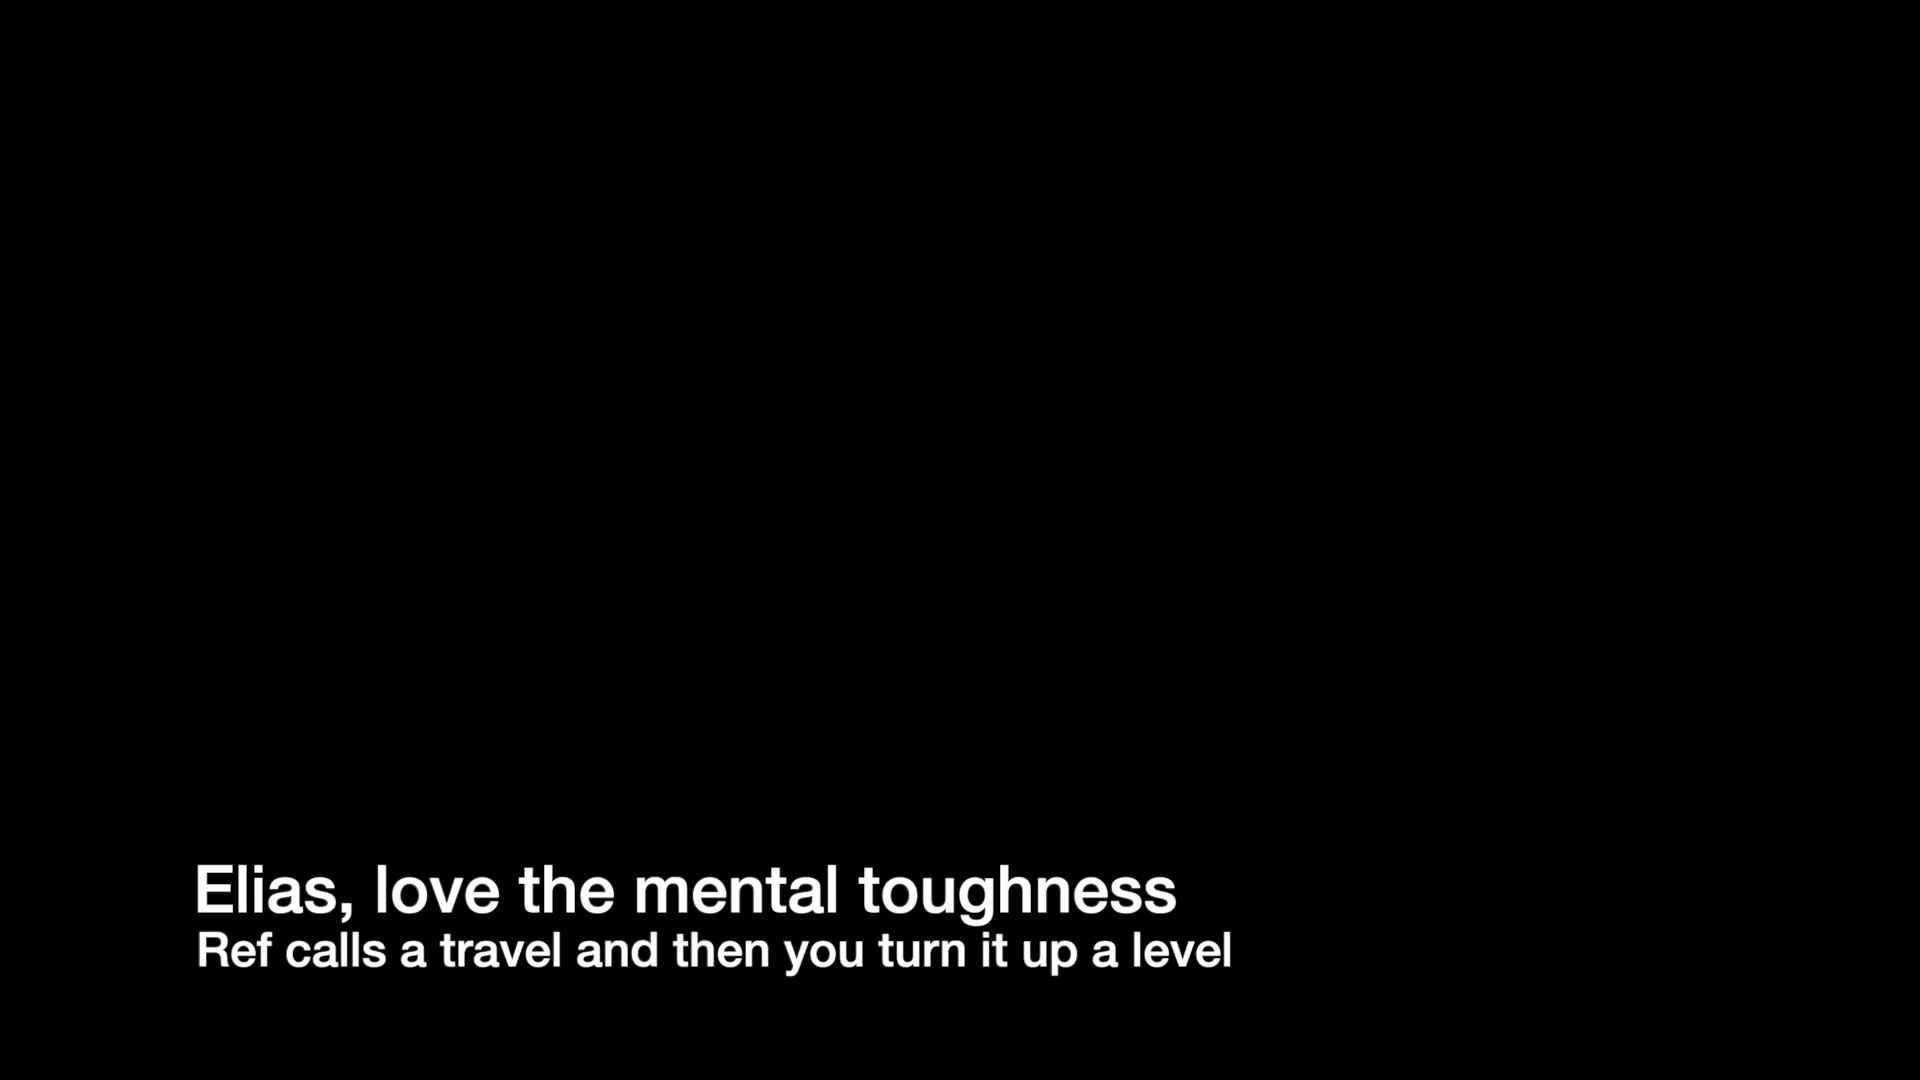 Elias, love the mental toughness
Ref calls a travel and then you turn it up a level